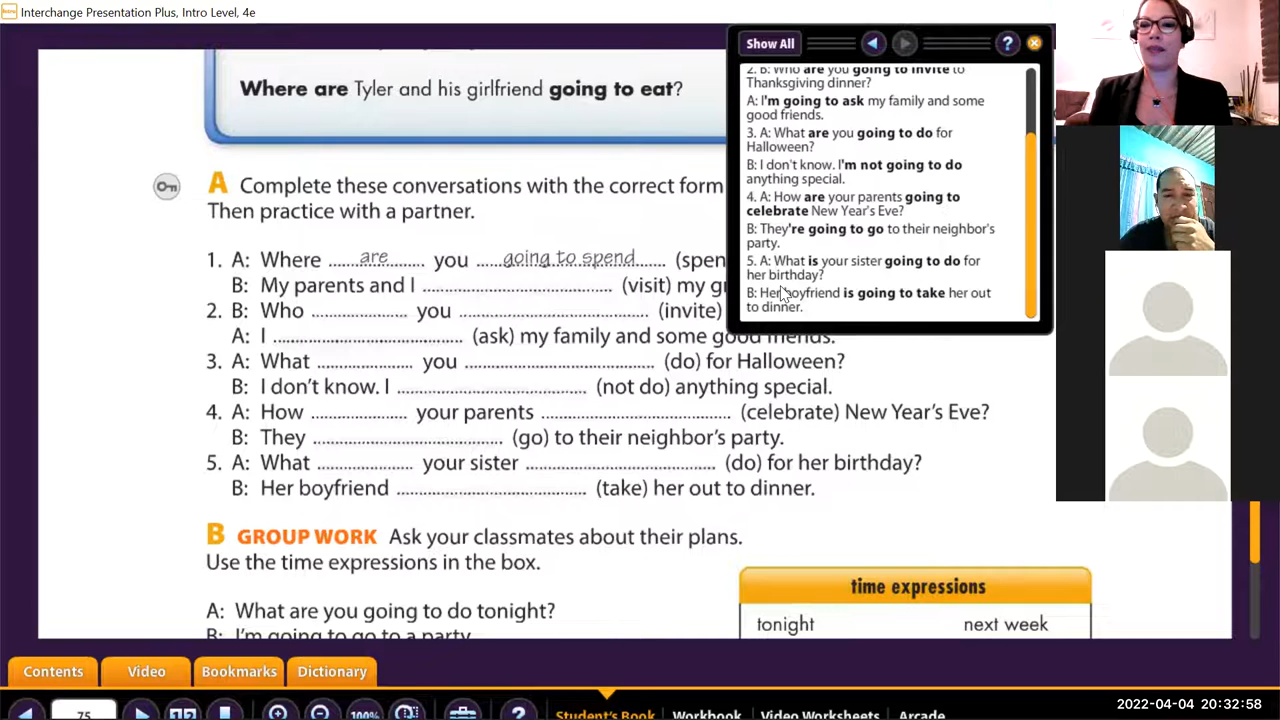 Interchange Presentation Plus, Intro Level, 4e
Where are Tyler and his girlfriend going to eat?
A Complete these conversations with the correct form
Then practice with a partner.
1. A: Where are you going to spend (spen
B: My parents and I (visit) my gr
2. B: Who you (invite)
A: I (ask) my family and some good friends.
3. A: What you (do) for Halloween?
B: I don't know. I (not do) anything special.
4. A: How your parents (celebrate) New Year's Eve?
B: They (go) to their neighbor's party.
5. A: What your sister (do) for her birthday?
B: Her boyfriend (take) her out to dinner.
B GROUP WORK Ask your classmates about their plans.
Use the time expressions in the box.
A: What are you going to do tonight?
B: I'm going to go to a party.
time expressions
tonight next week
Show All ?
2. B: Who are you going to invite to
Thanksgiving dinner?
A: I'm going to ask my family and some
good friends.
3. A: What are you going to do for
Halloween?
B: I don't know. I'm not going to do
anything special.
4. A: How are your parents going to
celebrate New Year's Eve?
B: They're going to go to their neighbor's
party.
5. A: What is your sister going to do for
her birthday?
B: Her boyfriend is going to take her out
to dinner.
Contents Video Bookmarks Dictionary
75 100% ? Student's Book Workbook Video Worksheets Arcade
2022-04-04 20:32:58